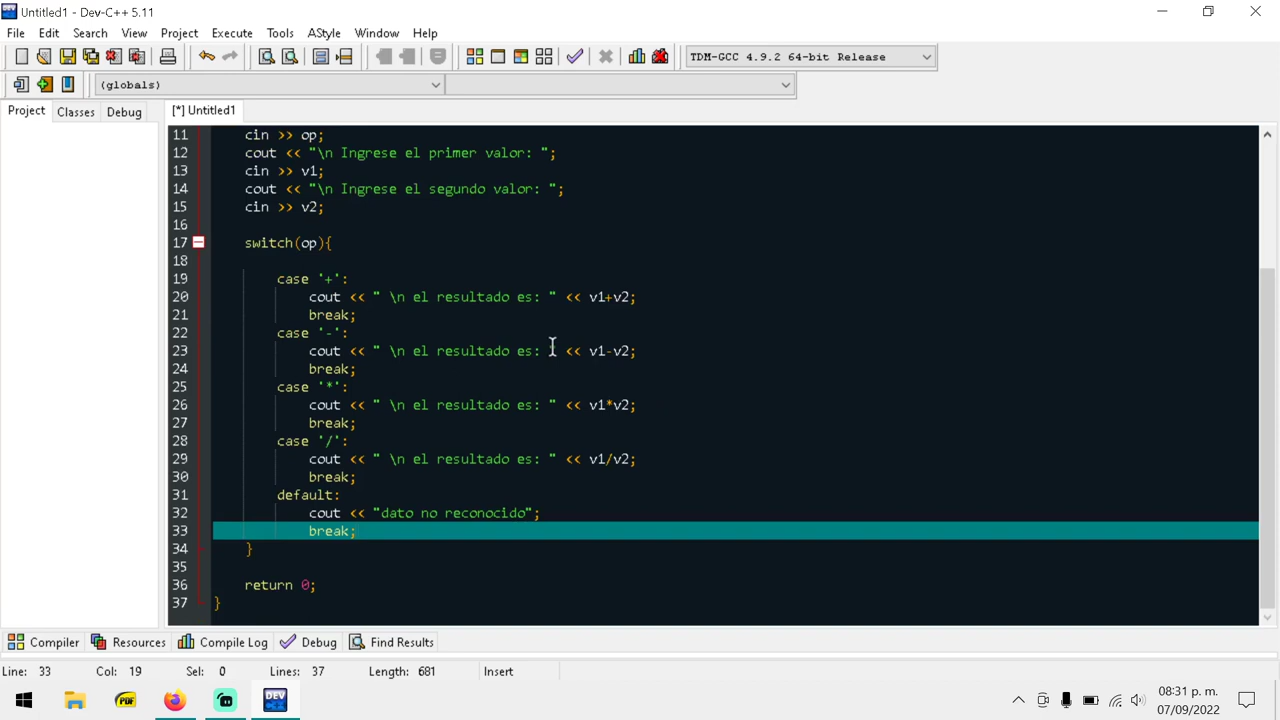 Untitled1 - Dev-C++ 5.11
File Edit Search View Project Execute Tools AStyle Window Help
TDM-GCC 4.9.2 64-bit Release
(globals)
Project Classes Debug [*] Untitled1
11 cin >> op;
12 cout << "\n Ingrese el primer valor: ";
13 cin >> v1;
14 cout << "\n Ingrese el segundo valor: ";
15 cin >> v2;
16
17 switch(op){
18
19 case '+':
20 cout << " \n el resultado es: " << v1+v2;
21 break;
22 case '-':
23 cout << " \n el resultado es: " << v1-v2;
24 break;
25 case '*':
26 cout << " \n el resultado es: " << v1*v2;
27 break;
28 case '/':
29 cout << " \n el resultado es: " << v1/v2;
30 break;
31 default:
32 cout << "dato no reconocido";
33 break;
34 }
35
36 return 0;
37 }
Compiler Resources Compile Log Debug Find Results
Line: 33 Col: 19 Sel: 0 Lines: 37 Length: 681 Insert
PDF
DEV
08:31 p. m.
07/09/2022